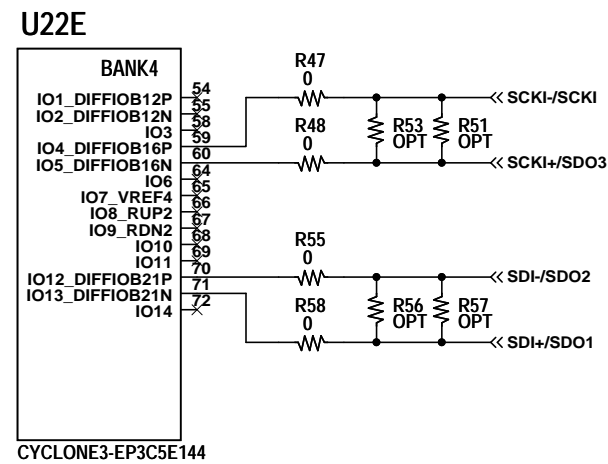 U22E
BANK4
IO1_DIFFIOB12P 54
IO2_DIFFIOB12N 55
IO3 58
IO4_DIFFIOB16P 59
IO5_DIFFIOB16N 60
IO6 64
IO7_VREF4 65
IO8_RUP2 66
IO9_RDN2 67
IO10 68
IO11 69
IO12_DIFFIOB21P 70
IO13_DIFFIOB21N 71
IO14 72
CYCLONE3-EP3C5E144
R47
0
SCKI-/SCKI
R48
0
R53
OPT
R51
OPT
SCKI+/SDO3
R55
0
SDI-/SDO2
R58
0
R56
OPT
R57
OPT
SDI+/SDO1